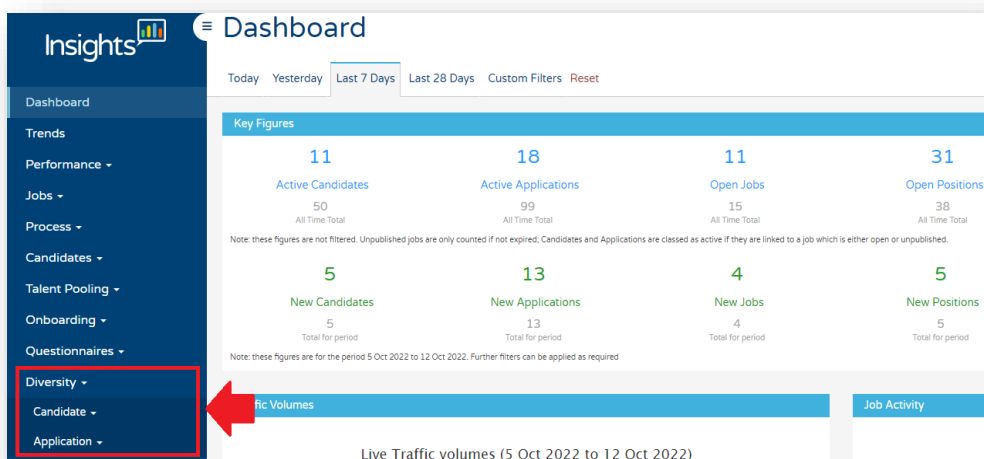 Insights
Dashboard
Trends
Performance
Jobs
Process
Candidates
Talent Pooling
Onboarding
Questionnaires
Diversity
Candidate
Application
Dashboard
Today Yesterday Last 7 Days Last 28 Days Custom Filters Reset
Key Figures
11 18 11 31
Active Candidates Active Applications Open Jobs Open Positions
50 99 15 38
All Time Total All Time Total All Time Total All Time Total
Note: these figures are not filtered. Unpublished jobs are only counted if not expired; Candidates and Applications are classed as active if they are linked to a job which is either open or unpublished.
5 13 4 5
New Candidates New Applications New Jobs New Positions
5 13 4 5
Total for period Total for period Total for period Total for period
Note: these figures are for the period 5 Oct 2022 to 12 Oct 2022. Further filters can be applied as required
fic Volumes Job Activity
Live Traffic volumes (5 Oct 2022 to 12 Oct 2022)